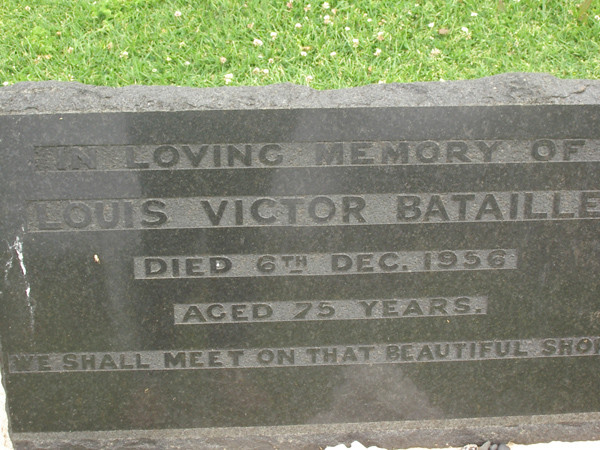 IN LOVING MEMORY OF
LOUIS VICTOR BATAILLE
DIED 6TH DEC. 1956
AGED 75 YEARS.
WE SHALL MEET ON THAT BEAUTIFUL SHOR